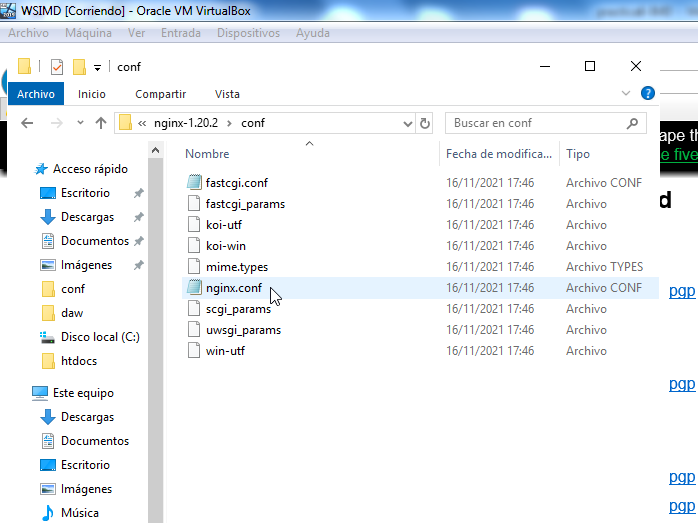 WSIMD [Corriendo] - Oracle VM VirtualBox
Archivo Máquina Ver Entrada Dispositivos Ayuda
conf
Archivo Inicio Compartir Vista
« nginx-1.20.2 > conf
Buscar en conf
Nombre Fecha de modifica... Tipo
fastcgi.conf 16/11/2021 17:46 Archivo CONF
fastcgi_params 16/11/2021 17:46 Archivo
koi-utf 16/11/2021 17:46 Archivo
koi-win 16/11/2021 17:46 Archivo
mime.types 16/11/2021 17:46 Archivo TYPES
nginx.conf 16/11/2021 17:46 Archivo CONF
scgi_params 16/11/2021 17:46 Archivo
uwsgi_params 16/11/2021 17:46 Archivo
win-utf 16/11/2021 17:46 Archivo
Acceso rápido
Escritorio
Descargas
Documentos
Imágenes
conf
daw
Disco local (C:)
htdocs
Este equipo
Descargas
Documentos
Escritorio
Imágenes
Música
ape th
e five
d
pgp
pgp
pgp
pgp